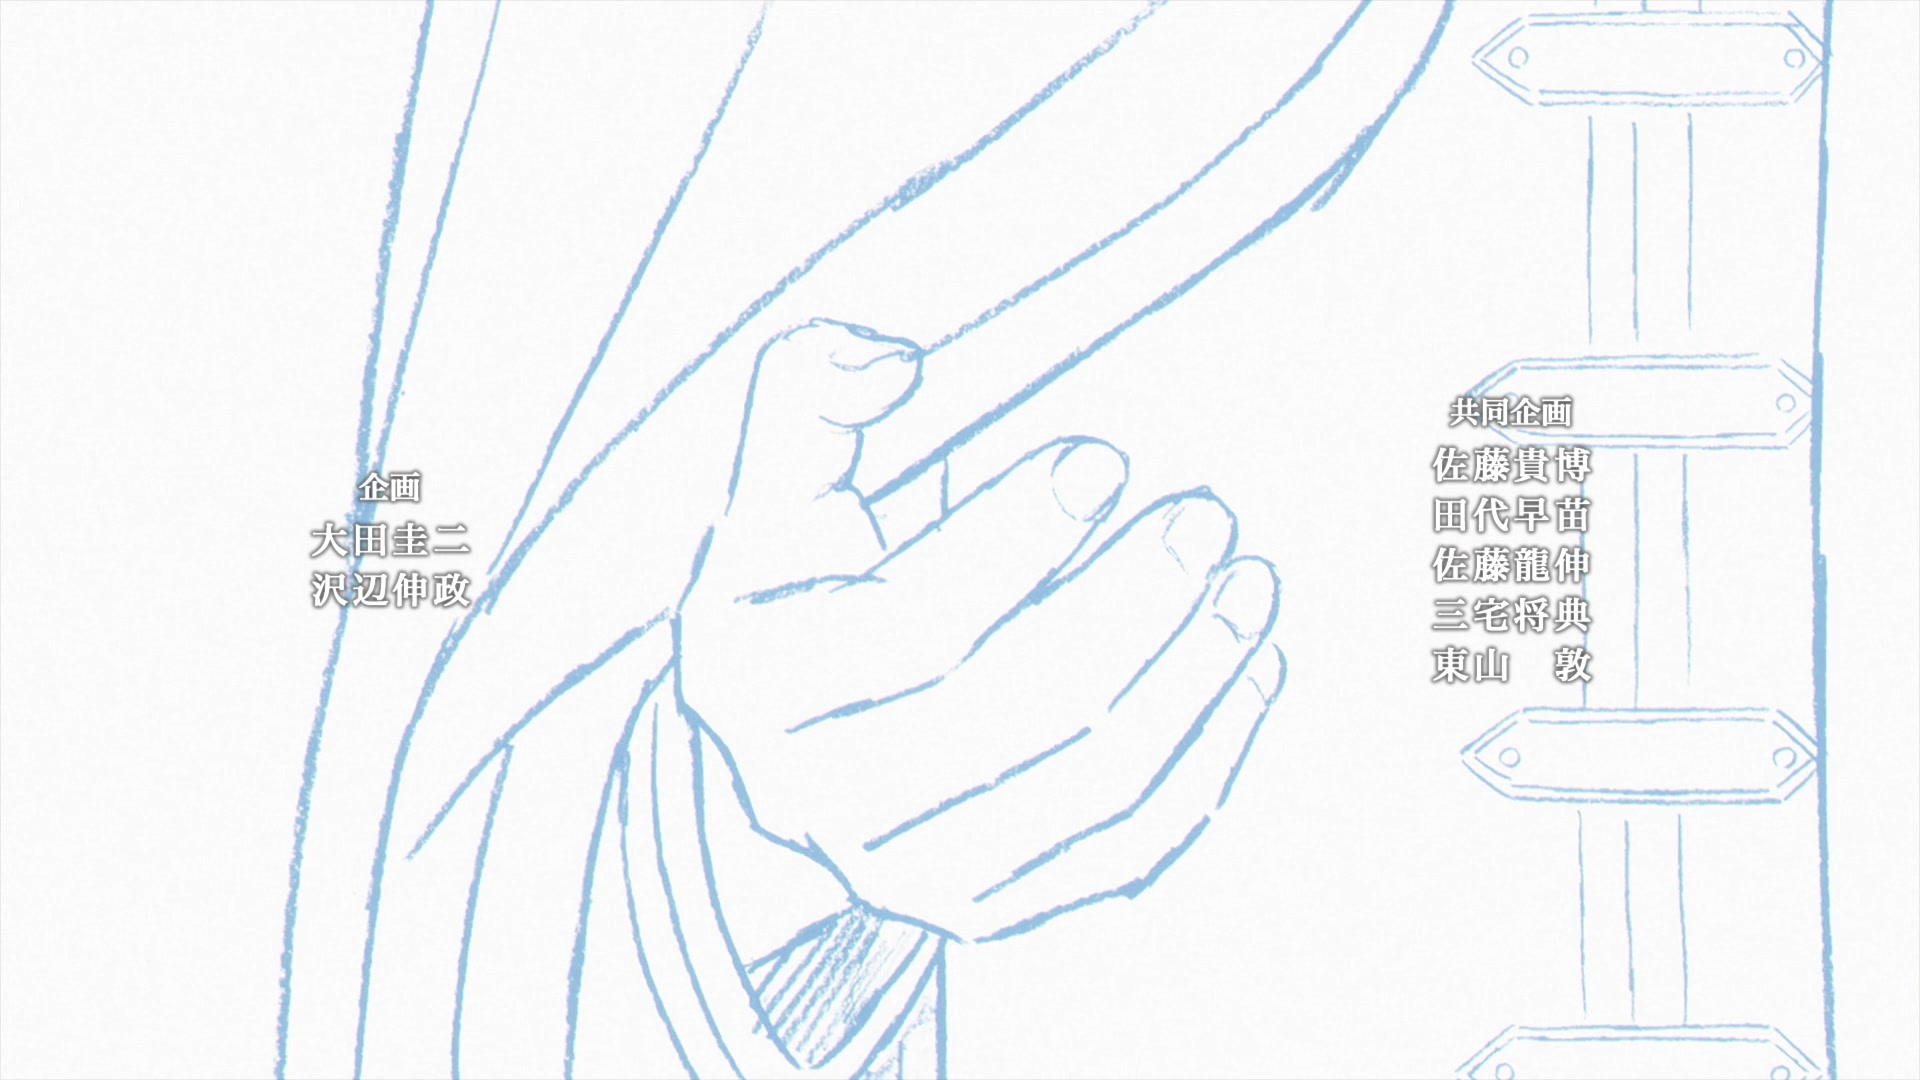 企画
大田圭二
沢辺伸政
共同企画
佐藤貴博
田代早苗
佐藤龍伸
三宅将典
東山　敦